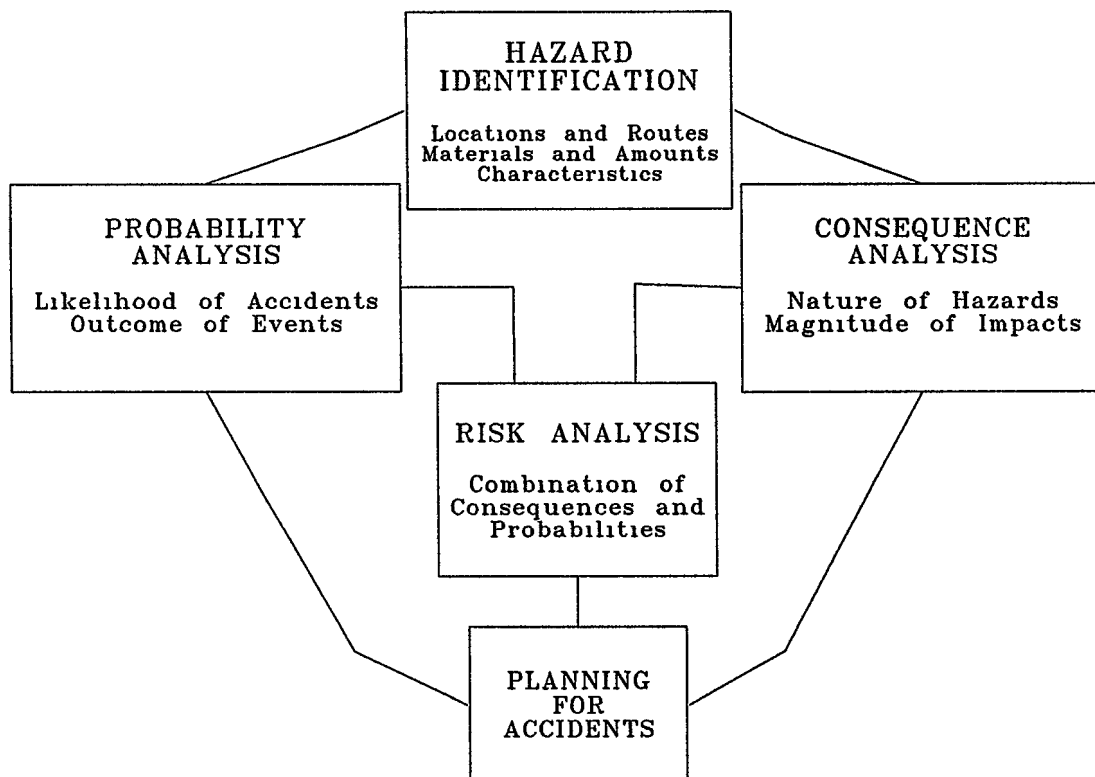 HAZARD
IDENTIFICATION
Locations and Routes
Materials and Amounts
Characteristics
PROBABILITY
ANALYSIS
Likelihood of Accidents
Outcome of Events
CONSEQUENCE
ANALYSIS
Nature of Hazards
Magnitude of Impacts
RISK ANALYSIS
Combination of
Consequences and
Probabilities
PLANNING
FOR
ACCIDENTS